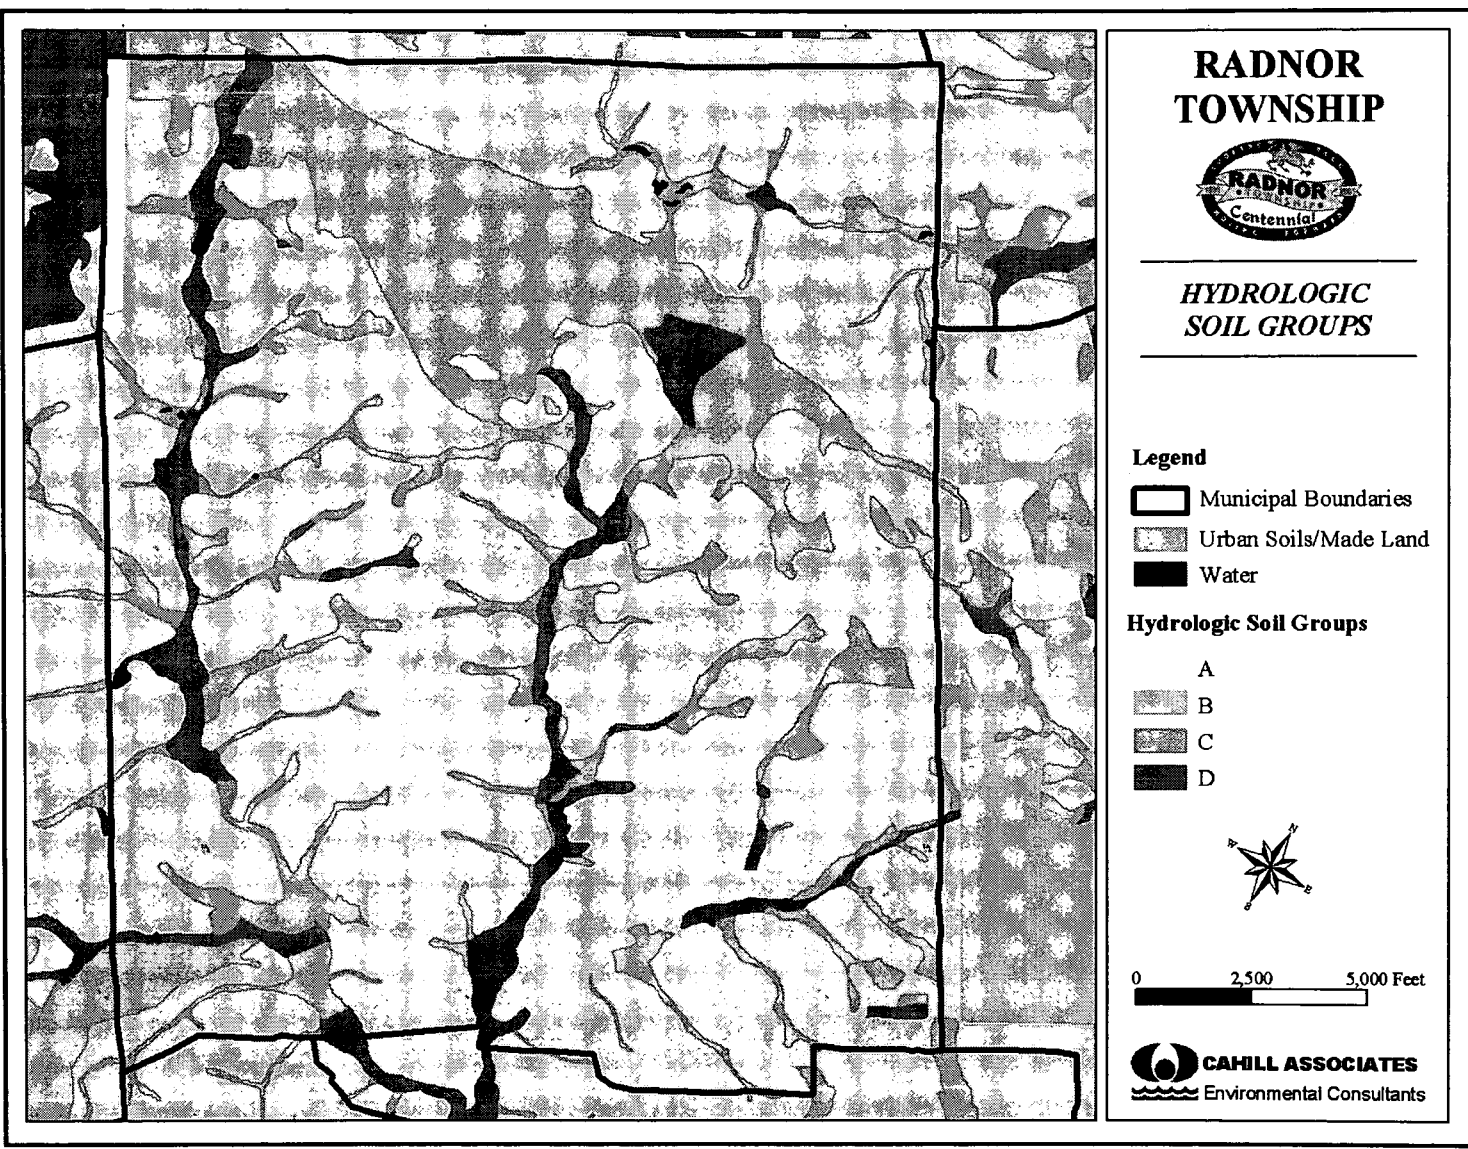 RADNOR
TOWNSHIP
RADNOR
TOWNSHIP
Centennial
HYDROLOGIC
SOIL GROUPS
Legend
Municipal Boundaries
Urban Soils/Made Land
Water
Hydrologic Soil Groups
A
B
C
D
N
W
E
S
0 2,500 5,000 Feet
CAHILL ASSOCIATES
Environmental Consultants